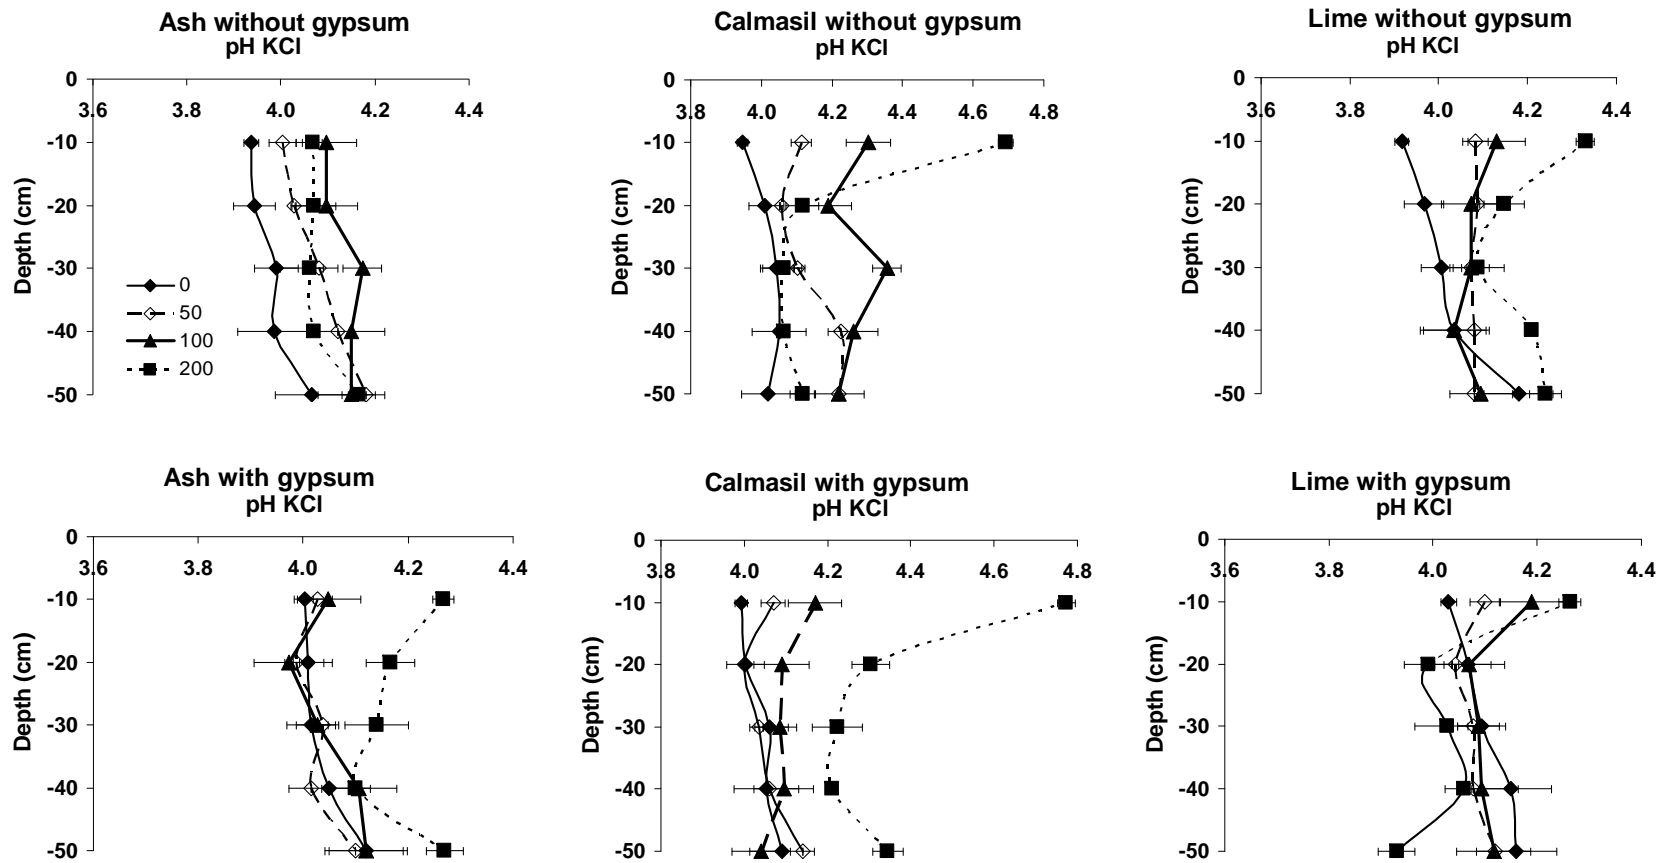 Ash without gypsum
pH KCl
0
3.6 3.8 4.0 4.2 4.4
-10
-20
-30
-40
-50
Depth (cm)
0
50
100
200
Calmasil without gypsum
pH KCl
0
3.8 4.0 4.2 4.4 4.6 4.8
-10
-20
-30
-40
-50
Depth (cm)
Lime without gypsum
pH KCl
0
3.6 3.8 4.0 4.2 4.4
-10
-20
-30
-40
-50
Depth (cm)
Ash with gypsum
pH KCl
0
3.6 3.8 4.0 4.2 4.4
-10
-20
-30
-40
-50
Depth (cm)
Calmasil with gypsum
pH KCl
0
3.8 4.0 4.2 4.4 4.6 4.8
-10
-20
-30
-40
-50
Depth (cm)
Lime with gypsum
pH KCl
0
3.6 3.8 4.0 4.2 4.4
-10
-20
-30
-40
-50
Depth (cm)